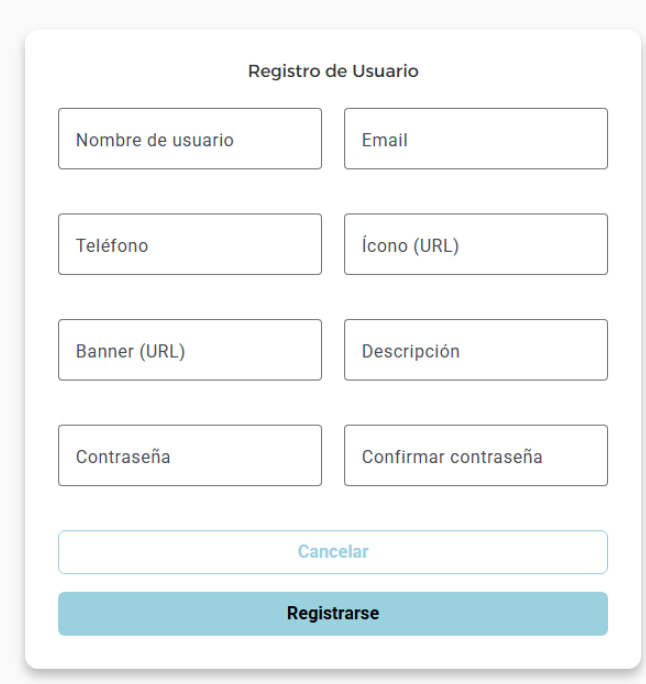 Registro de Usuario
Nombre de usuario
Email
Teléfono
Ícono (URL)
Banner (URL)
Descripción
Contraseña
Confirmar contraseña
Cancelar
Registrarse